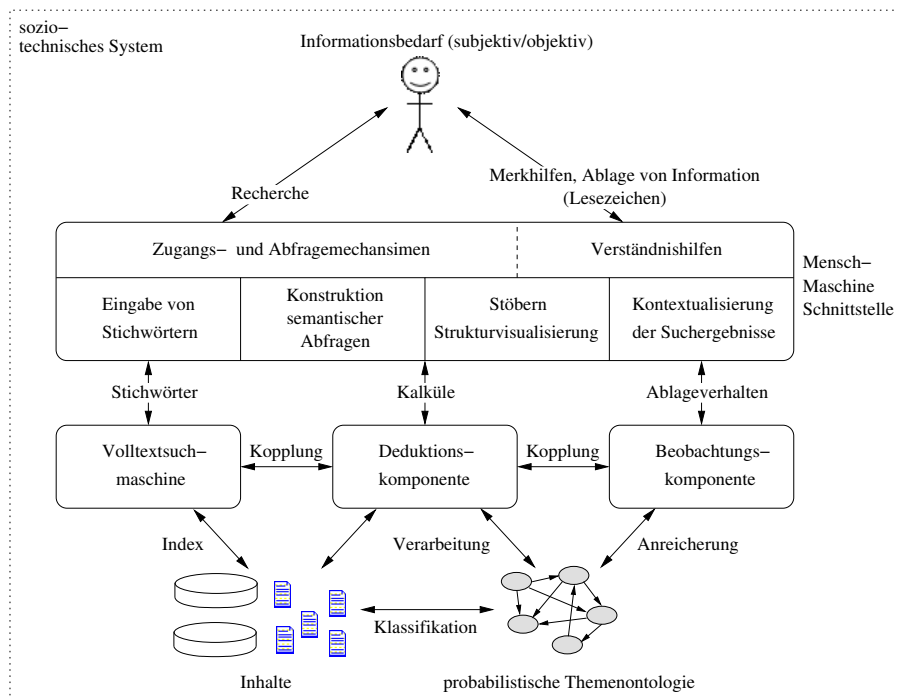 sozio–
technisches System
Informationsbedarf (subjektiv/objektiv)
Recherche
Merkhilfen, Ablage von Information
(Lesezeichen)
Zugangs– und Abfragemechansimen
Verständnishilfen
Mensch–
Maschine
Schnittstelle
Eingabe von
Stichwörtern
Konstruktion
semantischer
Abfragen
Stöbern
Strukturvisualisierung
Kontextualisierung
der Suchergebnisse
Stichwörter
Kalküle
Ablageverhalten
Volltextsuch–
maschine
Kopplung
Deduktions–
komponente
Kopplung
Beobachtungs–
komponente
Index
Verarbeitung
Anreicherung
Klassifikation
Inhalte
probabilistische Themenontologie